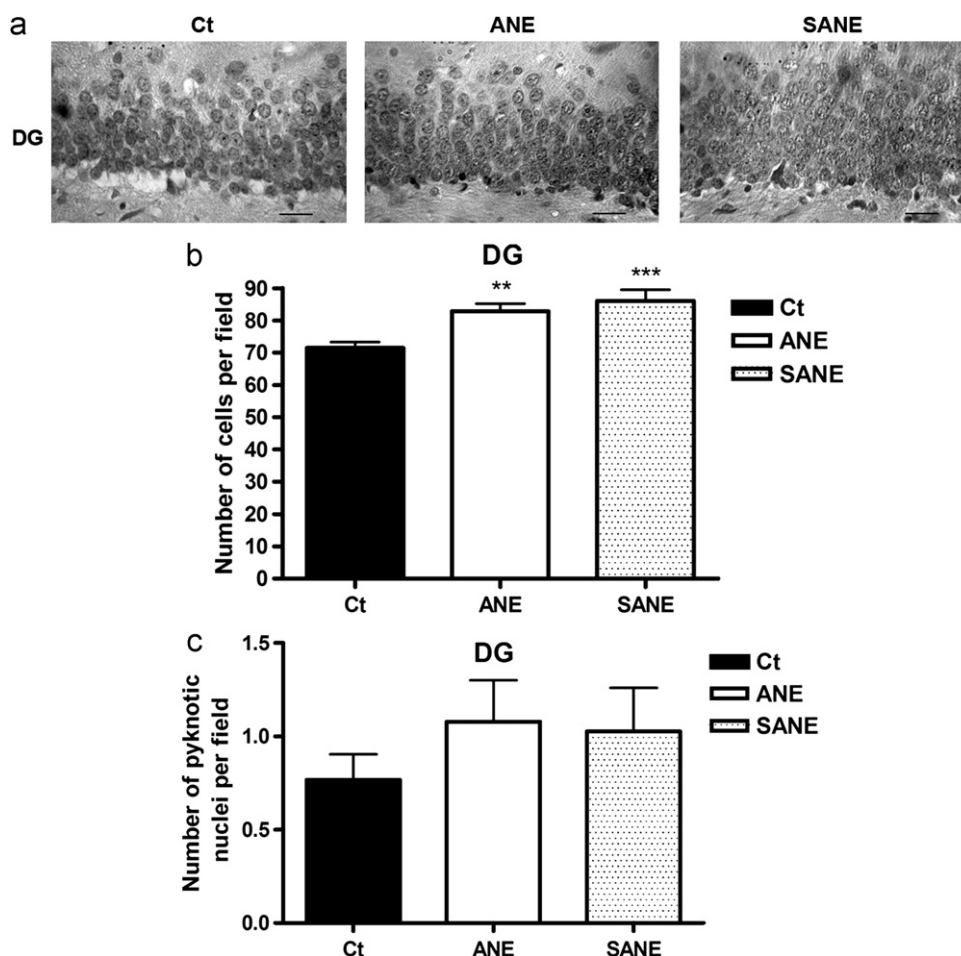 a
Ct ANE SANE
DG
b
DG
** ***
Number of cells per field
90
80
70
60
50
40
30
20
10
0
Ct ANE SANE
Ct
ANE
SANE
c
DG
Number of pyknotic
nuclei per field
1.5
1.0
0.5
0.0
Ct ANE SANE
Ct
ANE
SANE